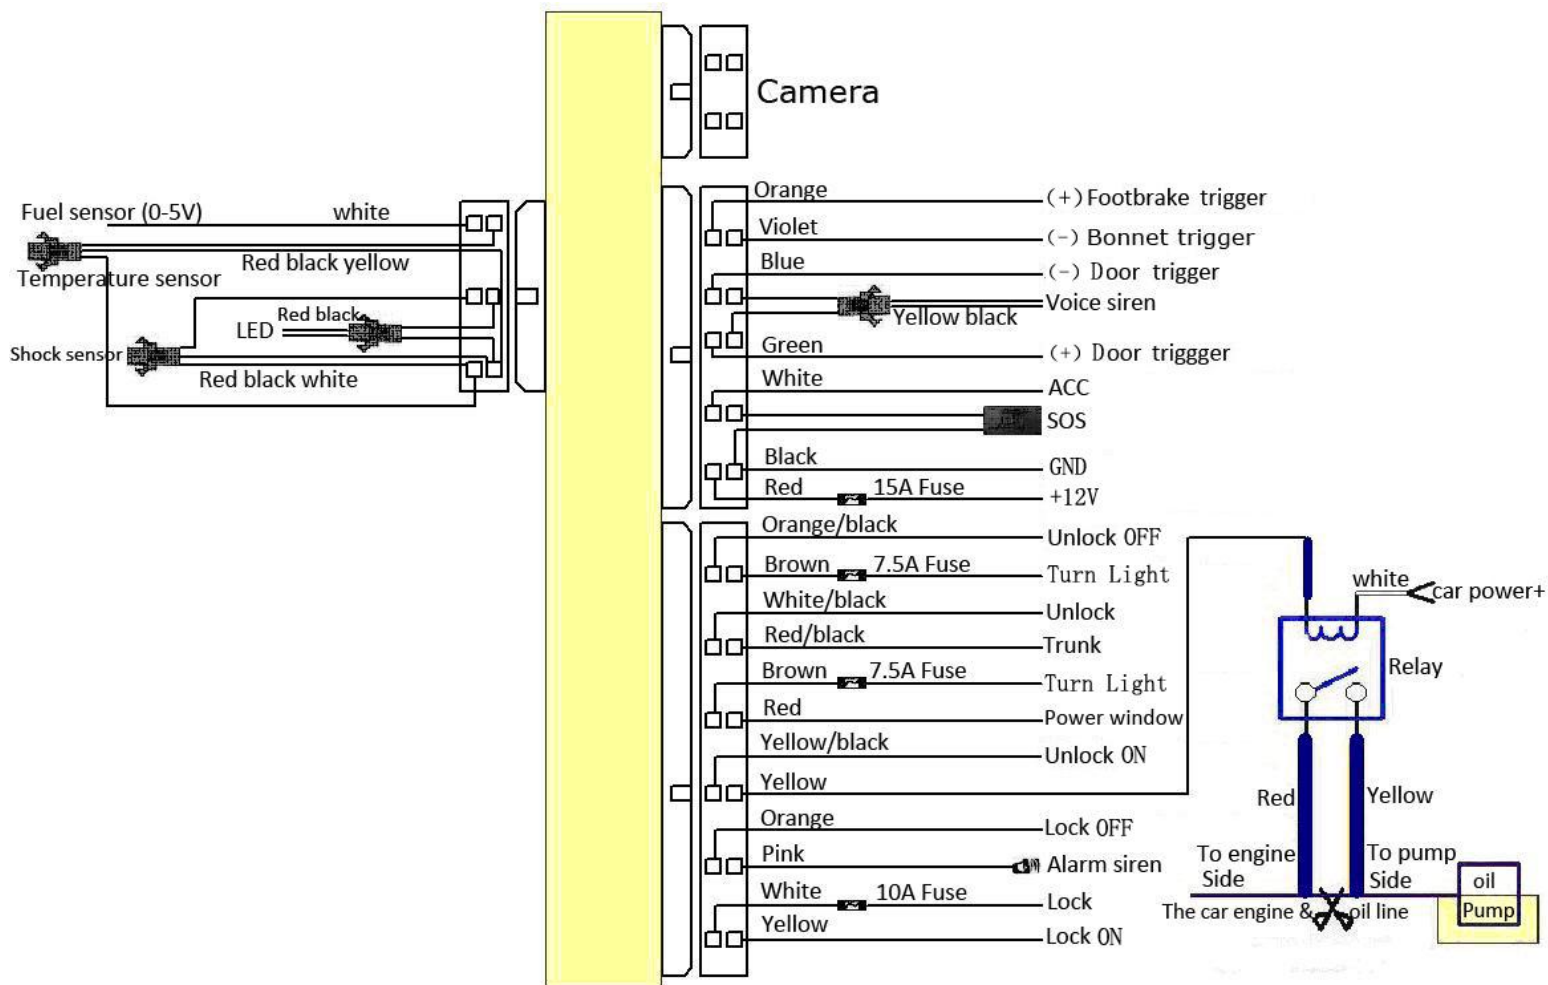 Camera
Fuel sensor (0-5V)
white
Red black yellow
Temperature sensor
Red black
LED
Shock sensor
Red black white
Orange
(+) Footbrake trigger
Violet
(-) Bonnet trigger
Blue
(-) Door trigger
Voice siren
Yellow black
Green
(+) Door triggger
White
ACC
SOS
Black
GND
Red
15A Fuse
+12V
Orange/black
Unlock OFF
Brown
7.5A Fuse
Turn Light
White/black
Unlock
Red/black
Trunk
Brown
7.5A Fuse
Turn Light
Red
Power window
Yellow/black
Unlock ON
Yellow
Orange
Lock OFF
Pink
Alarm siren
White
10A Fuse
Lock
Yellow
Lock ON
white
car power+
Relay
Red
Yellow
To engine
Side
To pump
Side
The car engine &
oil line
oil
Pump